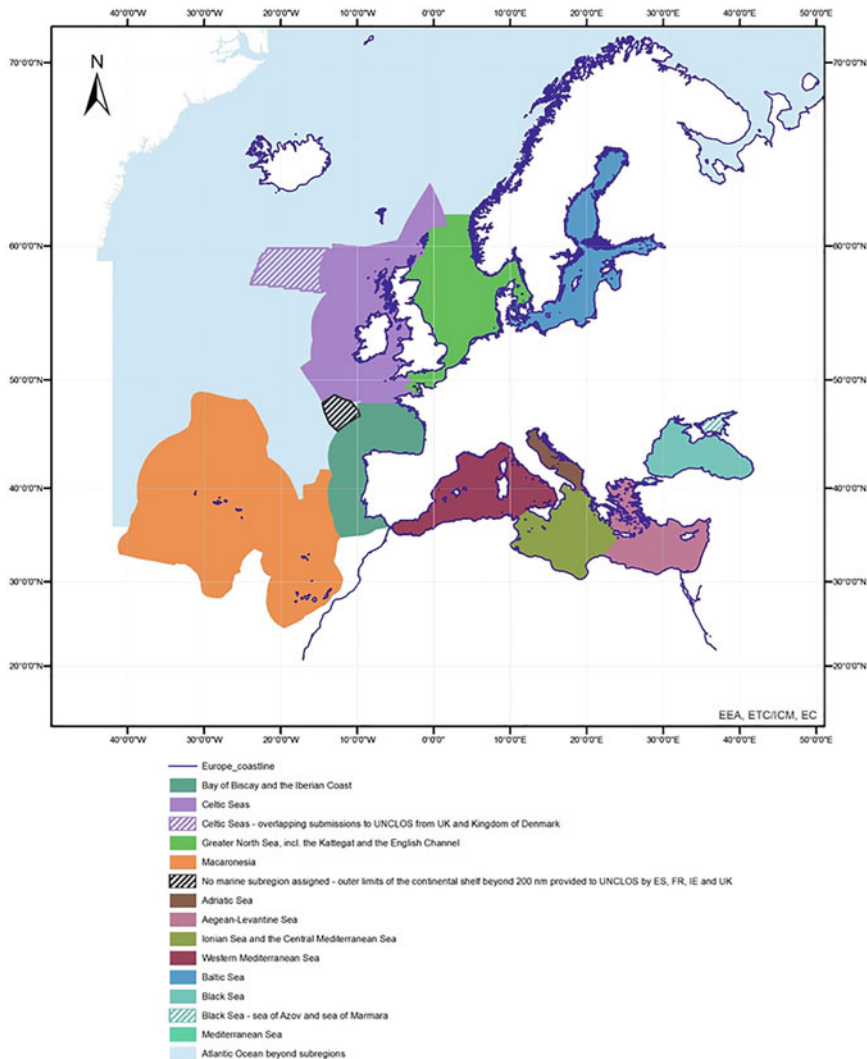 40°0'0"W 30°0'0"W 20°0'0"W 10°0'0"W 0°0'0"E 10°0'0"E 20°0'0"E 30°0'0"E 40°0'0"E 50°0'0"E
70°0'0"N 70°0'0"N
N
60°0'0"N 60°0'0"N
50°0'0"N 50°0'0"N
40°0'0"N 40°0'0"N
30°0'0"N 30°0'0"N
20°0'0"N 20°0'0"N
EEA, ETC/ICM, EC
40°0'0"W 30°0'0"W 20°0'0"W 10°0'0"W 0°0'0"E 10°0'0"E 20°0'0"E 30°0'0"E 40°0'0"E 50°0'0"E
Europe_coastline
Bay of Biscay and the Iberian Coast
Celtic Seas
Celtic Seas - overlapping submissions to UNCLOS from UK and Kingdom of Denmark
Greater North Sea, incl. the Kattegat and the English Channel
Macaronesia
No marine subregion assigned - outer limits of the continental shelf beyond 200 nm provided to UNCLOS by ES, FR, IE and UK
Adriatic Sea
Aegean-Levantine Sea
Ionian Sea and the Central Mediterranean Sea
Western Mediterranean Sea
Baltic Sea
Black Sea
Black Sea - sea of Azov and sea of Marmara
Mediterranean Sea
Atlantic Ocean beyond subregions